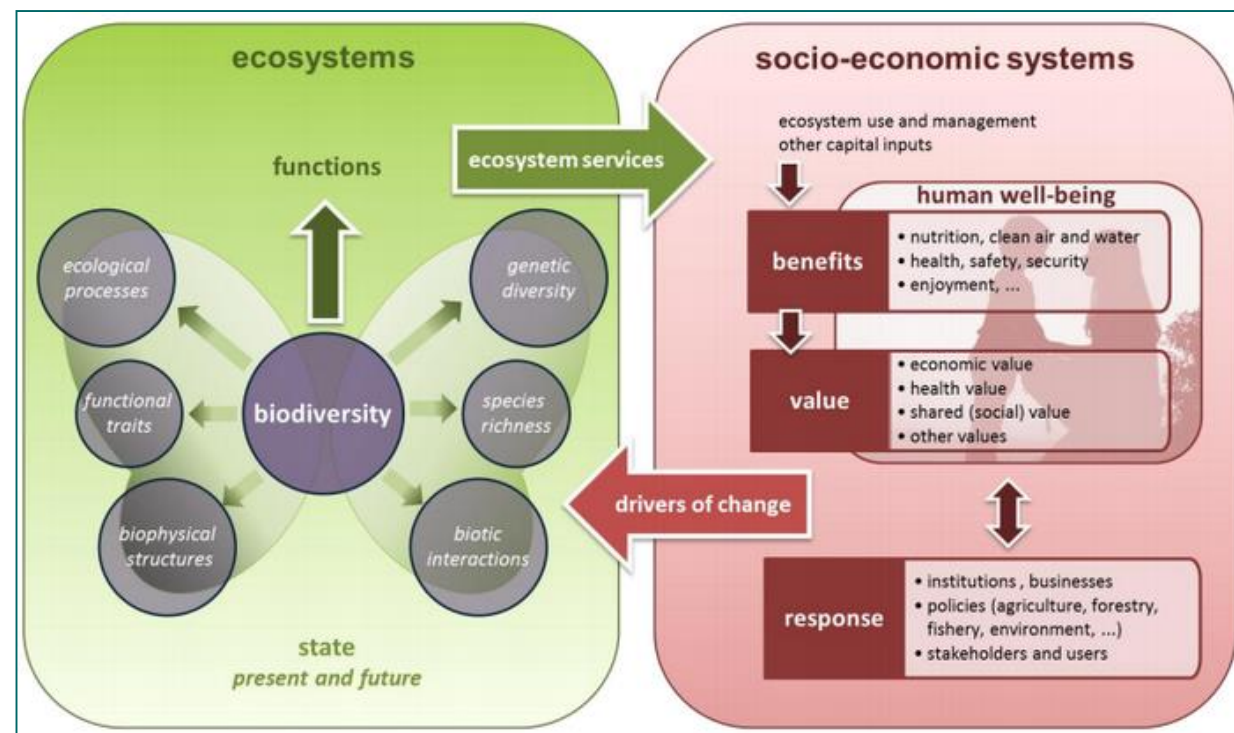 ecosystems
functions
ecological
processes
genetic
diversity
functional
traits
biodiversity
species
richness
biophysical
structures
biotic
interactions
state
present and future
ecosystem services
drivers of change
socio-economic systems
ecosystem use and management
other capital inputs
human well-being
benefits
• nutrition, clean air and water
• health, safety, security
• enjoyment, ...
value
• economic value
• health value
• shared (social) value
• other values
response
• institutions , businesses
• policies (agriculture, forestry,
fishery, environment, ...)
• stakeholders and users